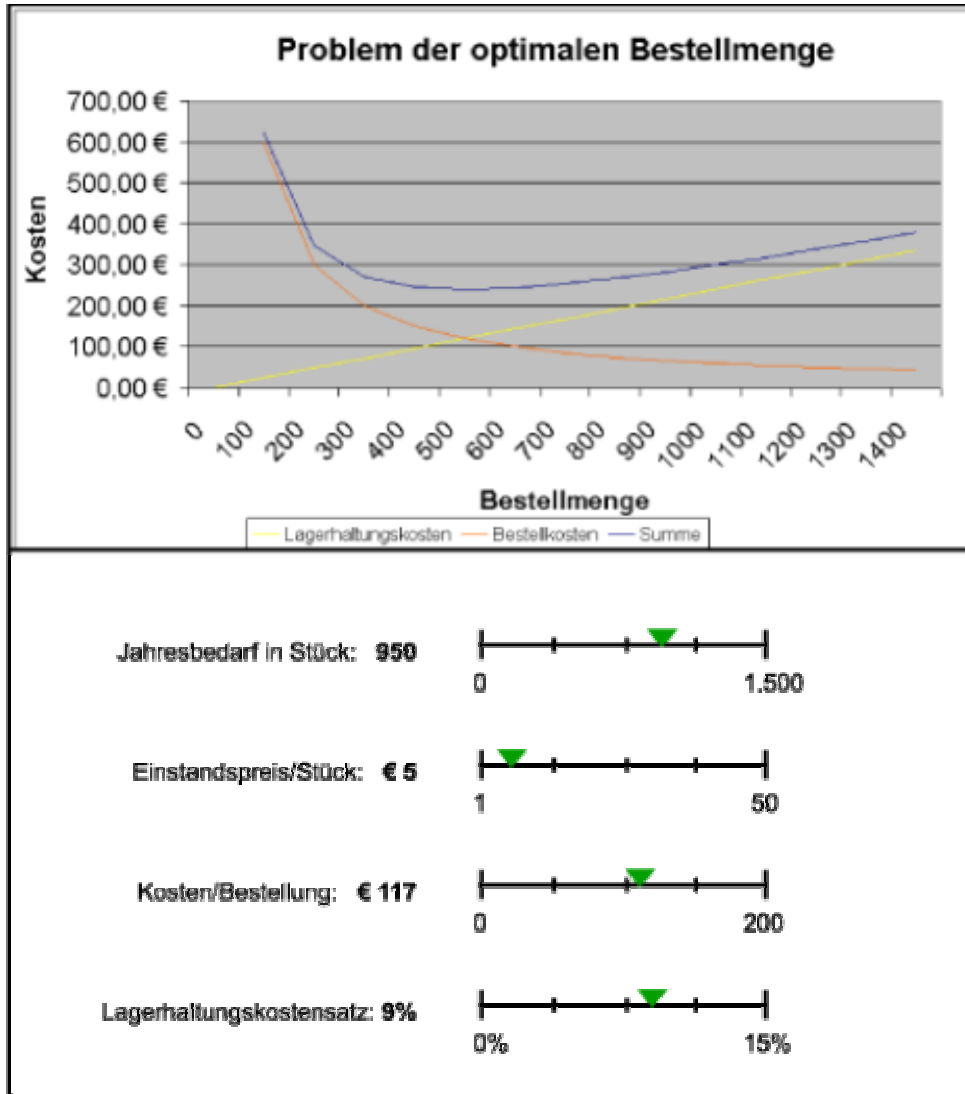 Problem der optimalen Bestellmenge
700,00 €
600,00 €
500,00 €
400,00 €
300,00 €
200,00 €
100,00 €
0,00 €
Kosten
0 100 200 300 400 500 600 700 800 900 1000 1100 1200 1300 1400
Bestellmenge
Lagerhaltungskosten Bestellkosten Summe
Jahresbedarf in Stück: 950
0 1.500
Einstandspreis/Stück: € 5
1 50
Kosten/Bestellung: € 117
0 200
Lagerhaltungskostensatz: 9%
0% 15%